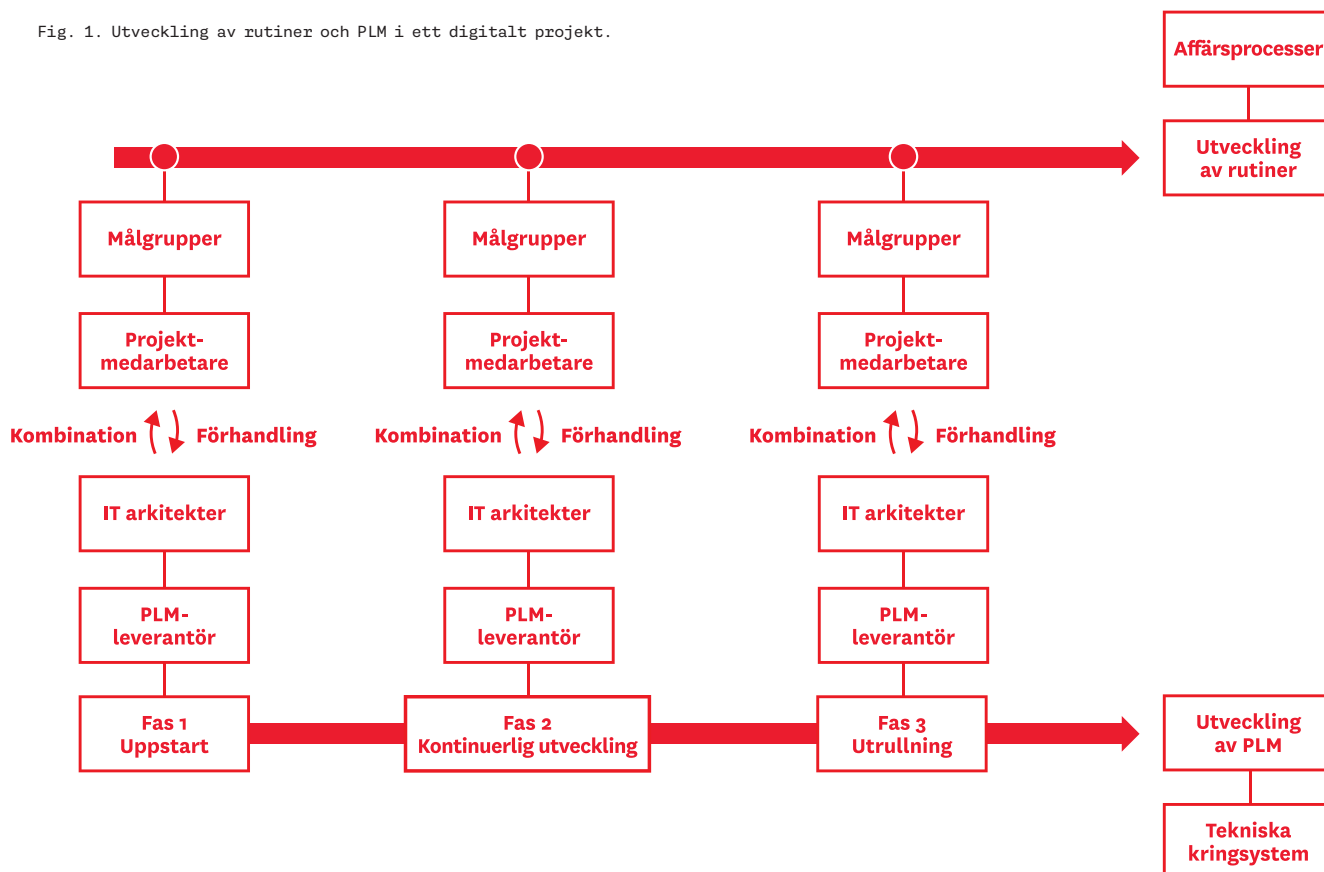 Fig. 1. Utveckling av rutiner och PLM i ett digitalt projekt.
Affärsprocesser
Utveckling
av rutiner
Målgrupper
Målgrupper
Målgrupper
Projekt-
medarbetare
Projekt-
medarbetare
Projekt-
medarbetare
Kombination
Förhandling
Kombination
Förhandling
Kombination
Förhandling
IT arkitekter
IT arkitekter
IT arkitekter
PLM-
leverantör
PLM-
leverantör
PLM-
leverantör
Fas 1
Uppstart
Fas 2
Kontinuerlig utveckling
Fas 3
Utrullning
Utveckling
av PLM
Tekniska
kringsystem